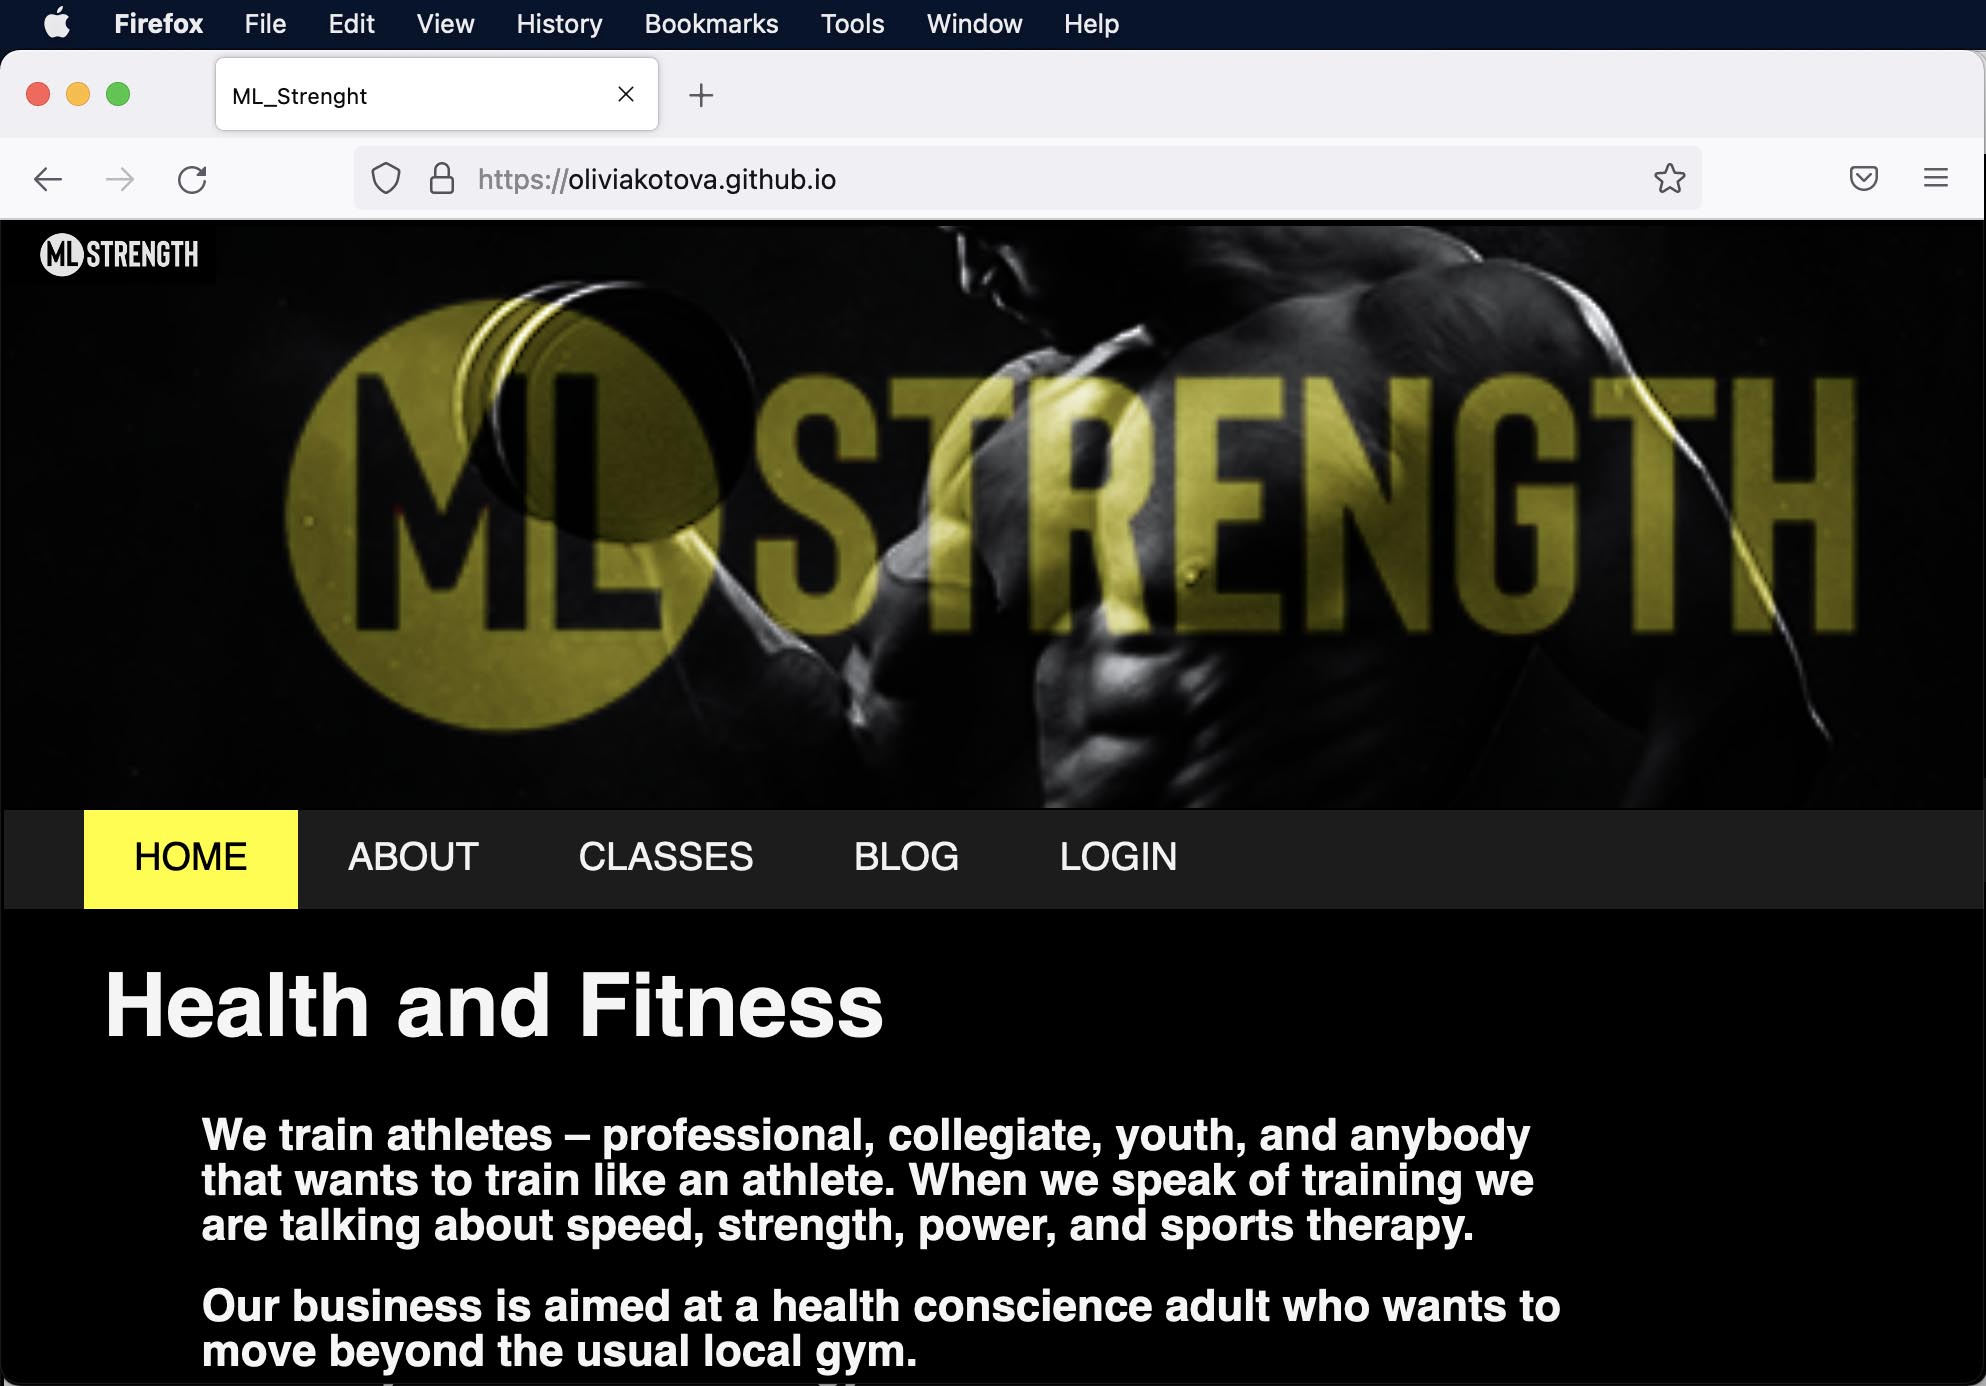 Firefox File Edit View History Bookmarks Tools Window Help
ML_Strenght
https://oliviakotova.github.io
ML STRENGTH
ML STRENGTH
HOME ABOUT CLASSES BLOG LOGIN
Health and Fitness
We train athletes – professional, collegiate, youth, and anybody
that wants to train like an athlete. When we speak of training we
are talking about speed, strength, power, and sports therapy.
Our business is aimed at a health conscience adult who wants to
move beyond the usual local gym.